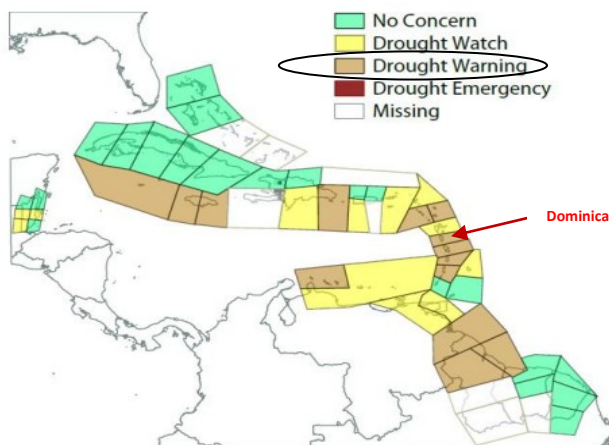 No Concern
Drought Watch
Drought Warning
Drought Emergency
Missing
Dominica